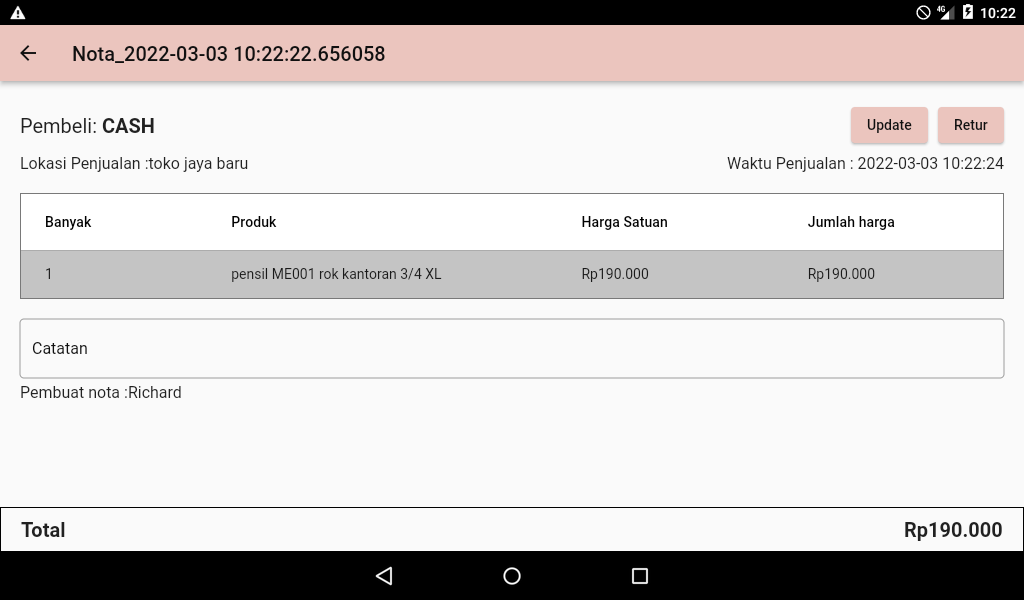 4G 10:22
Nota_2022-03-03 10:22:22.656058
Pembeli: CASH
Update Retur
Lokasi Penjualan :toko jaya baru Waktu Penjualan : 2022-03-03 10:22:24
Banyak Produk Harga Satuan Jumlah harga
1 pensil ME001 rok kantoran 3/4 XL Rp190.000 Rp190.000
Catatan
Pembuat nota :Richard
Total Rp190.000